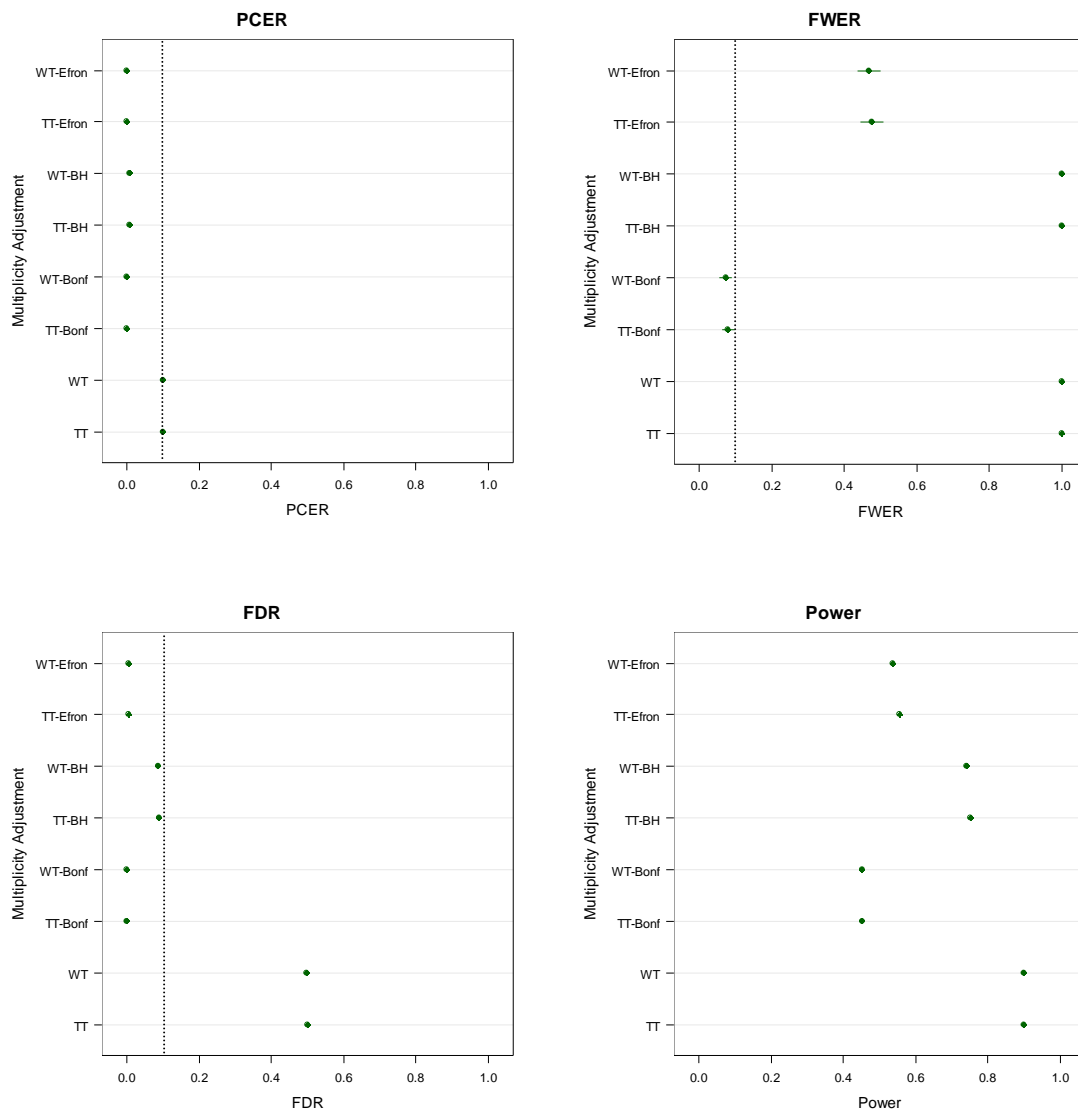 PCER
Multiplicity Adjustment
WT-Efron
TT-Efron
WT-BH
TT-BH
WT-Bonf
TT-Bonf
WT
TT
0.0 0.2 0.4 0.6 0.8 1.0
PCER
FWER
Multiplicity Adjustment
WT-Efron
TT-Efron
WT-BH
TT-BH
WT-Bonf
TT-Bonf
WT
TT
0.0 0.2 0.4 0.6 0.8 1.0
FWER
FDR
Multiplicity Adjustment
WT-Efron
TT-Efron
WT-BH
TT-BH
WT-Bonf
TT-Bonf
WT
TT
0.0 0.2 0.4 0.6 0.8 1.0
FDR
Power
Multiplicity Adjustment
WT-Efron
TT-Efron
WT-BH
TT-BH
WT-Bonf
TT-Bonf
WT
TT
0.0 0.2 0.4 0.6 0.8 1.0
Power